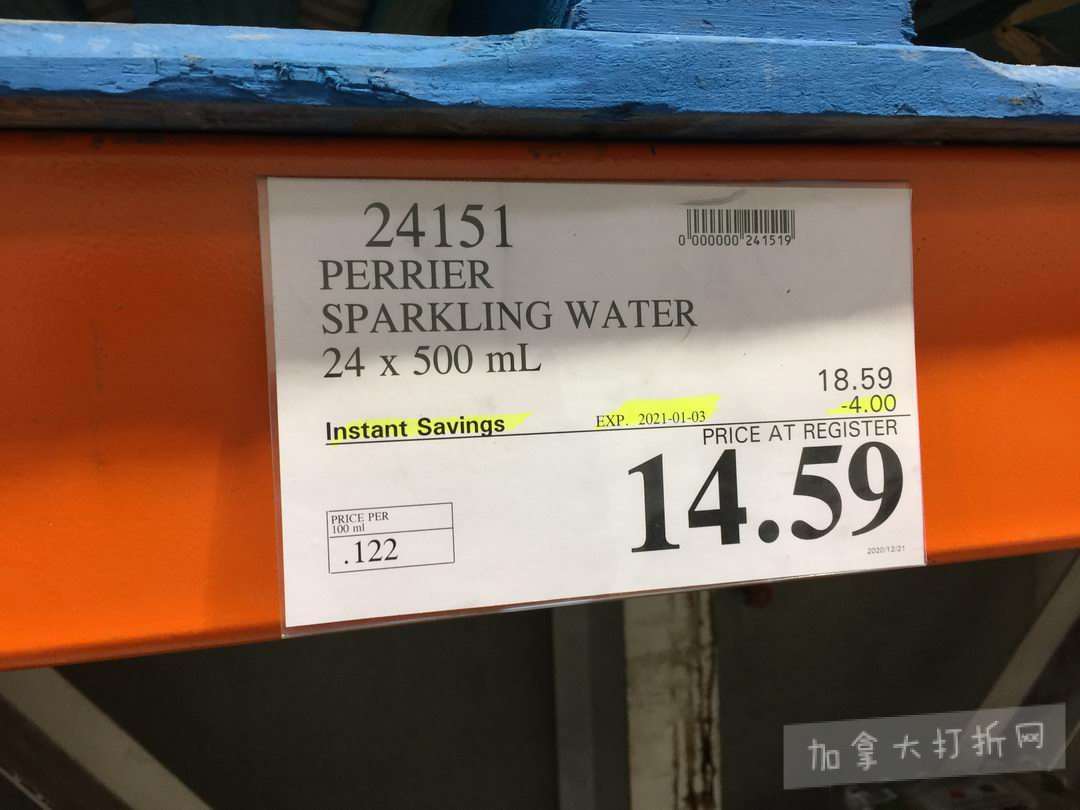 24151
0 000000 241519
PERRIER
SPARKLING WATER
24 x 500 mL
18.59
Instant Savings EXP. 2021-01-03 -4.00
PRICE AT REGISTER
14.59
PRICE PER
100 ml
.122
2020/12/21
加拿大打折网